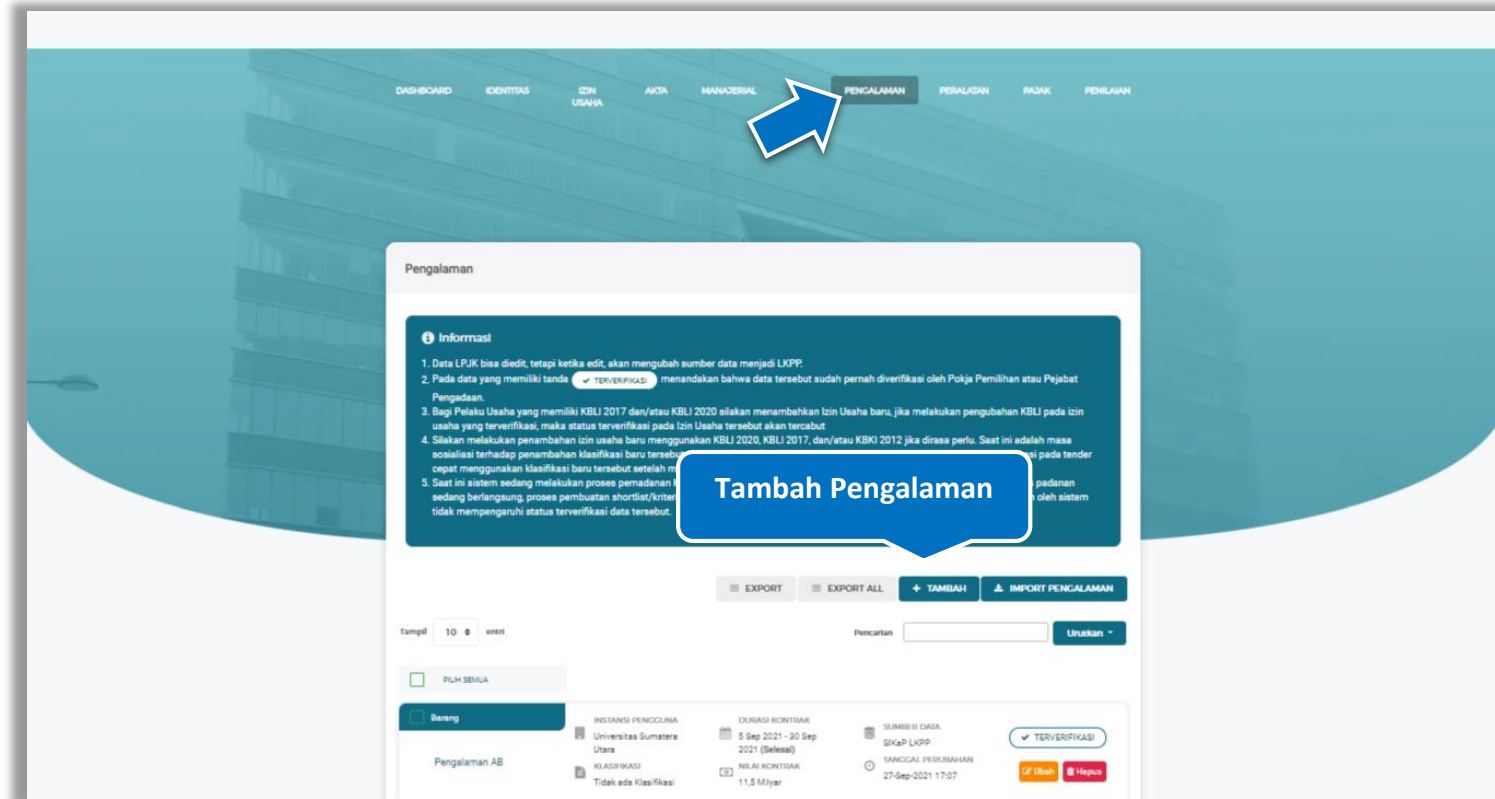 DASHBOARD IDENTITAS IZIN USAHA AKTA MANAJERIAL PENGALAMAN PERALATAN PAJAK PENILAIAN
Pengalaman
Informasi
1. Data LPJK bisa diedit, tetapi ketika edit, akan mengubah sumber data menjadi LKPP.
2. Pada data yang memiliki tanda TERVERIFIKASI menandakan bahwa data tersebut sudah pernah diverifikasi oleh Pokja Pemilihan atau Pejabat
Pengadaan.
3. Bagi Pelaku Usaha yang memiliki KBLI 2017 dan/atau KBLI 2020 silakan menambahkan Izin Usaha baru, jika melakukan pengubahan KBLI pada izin
usaha yang terverifikasi, maka status terverifikasi pada Izin Usaha tersebut akan tercabut
4. Silakan melakukan penambahan izin usaha baru menggunakan KBLI 2020, KBLI 2017, dan/atau KBKI 2012 jika dirasa perlu. Saat ini adalah masa
sosialiasi terhadap penambahan klasifikasi baru si pada tender
cepat menggunakan klasifikasi baru tersebut setelah
5. Saat ini sistem sedang melakukan proses pemadanan padanan
sedang berlangsung, proses pembuatan oleh sistem
tidak mempengaruhi status terverifikasi data tersebut.
Tambah Pengalaman
EXPORT EXPORT ALL + TAMBAH IMPORT PENGALAMAN
Tampil 10 entri Pencarian Urutkan
PILIH SEMUA
Barang
Pengalaman AB
INSTANSI PENGGUNA
Universitas Sumatera
Utara
KLASIFIKASI
Tidak ada Klasifikasi
DURASI KONTRAK
5 Sep 2021 - 30 Sep
2021 (Selesai)
NILAI KONTRAK
11,5 Milyar
SUMBER DATA
SIKaP LKPP
TANGGAL PERUBAHAN
27-Sep-2021 17:07
TERVERIFIKASI
Ubah Hapus